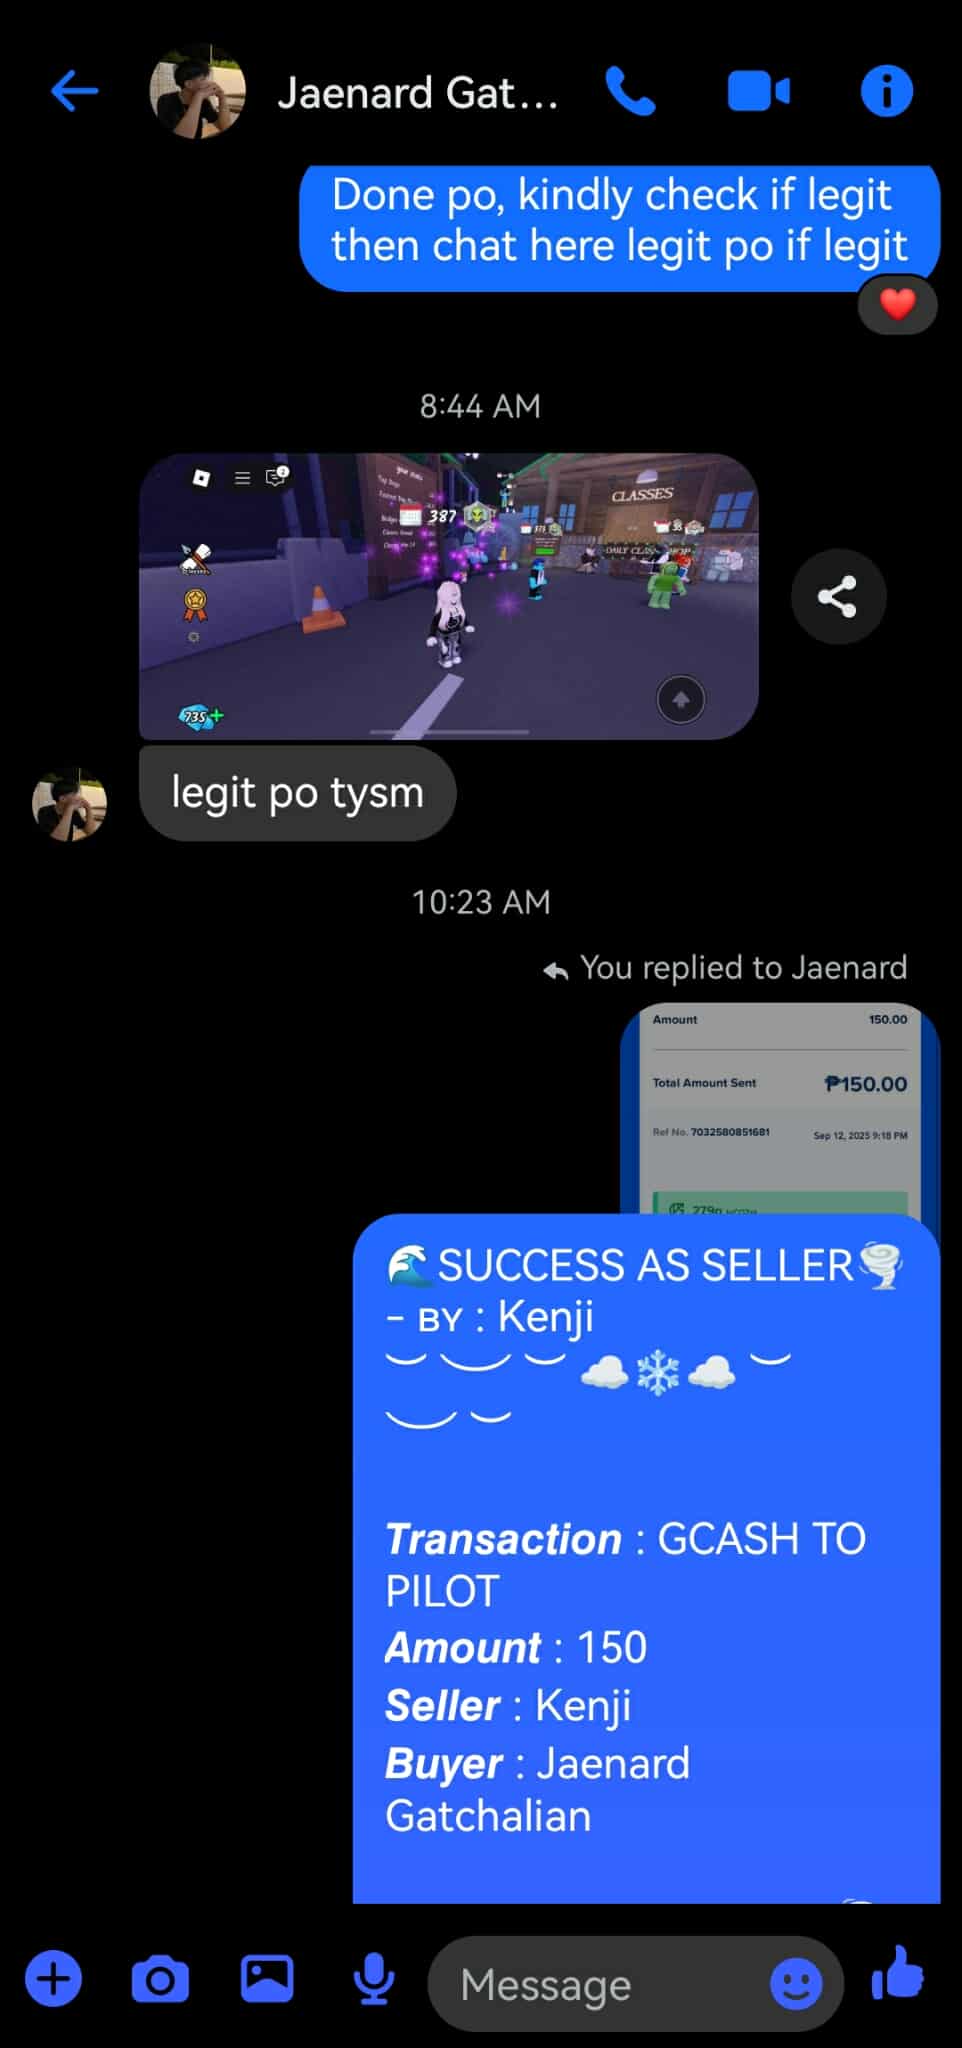 Jaenard Gat...
Done po, kindly check if legit
then chat here legit po if legit
8:44 AM
387
CLASSES
735
legit po tysm
10:23 AM
You replied to Jaenard
Amount 150.00
Total Amount Sent ₱150.00
Ref No. 7032580851681 Sep 12, 2025 9:18 PM
279g
🌊SUCCESS AS SELLER🌪️
- ʙʏ : Kenji
︶︶︶☁️❄️☁️︶
︶︶
Transaction : GCASH TO
PILOT
Amount : 150
Seller : Kenji
Buyer : Jaenard
Gatchalian
Message